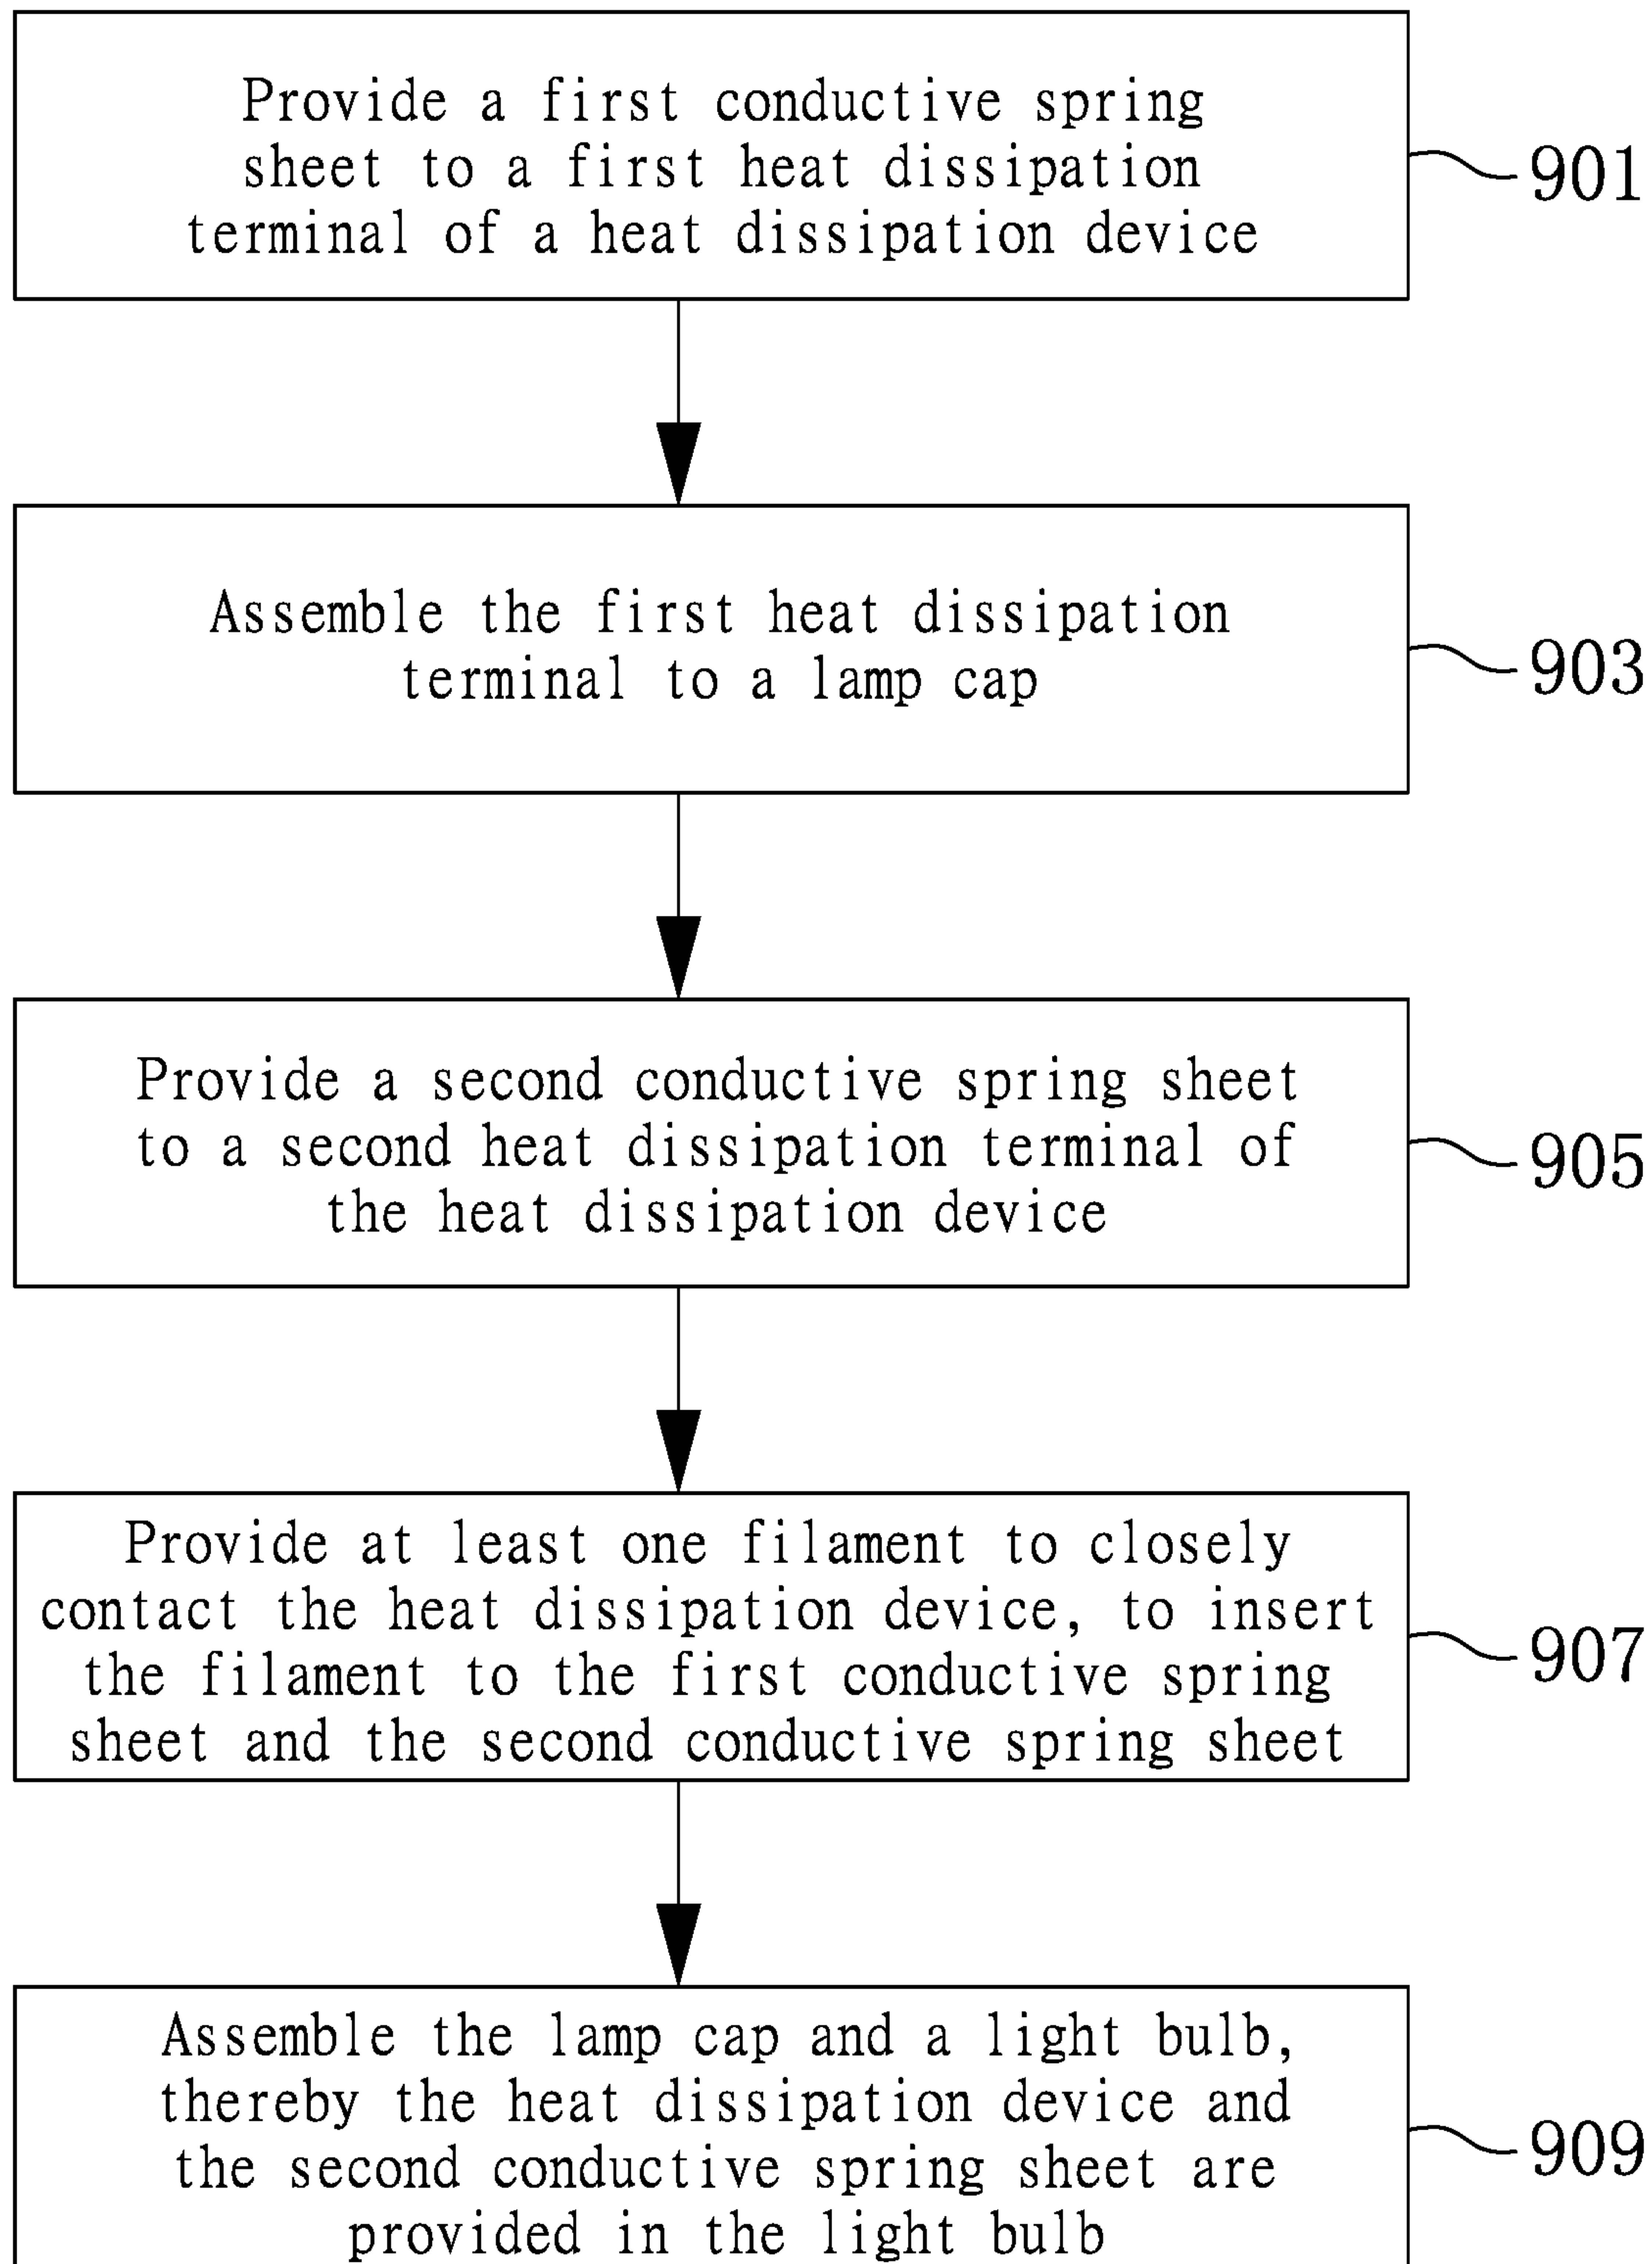 Provide a first conductive spring
sheet to a first heat dissipation
terminal of a heat dissipation device
901
Assemble the first heat dissipation
terminal to a lamp cap
903
Provide a second conductive spring sheet
to a second heat dissipation terminal of
the heat dissipation device
905
Provide at least one filament to closely
contact the heat dissipation device, to insert
the filament to the first conductive spring
sheet and the second conductive spring sheet
907
Assemble the lamp cap and a light bulb,
thereby the heat dissipation device and
the second conductive spring sheet are
provided in the light bulb
909